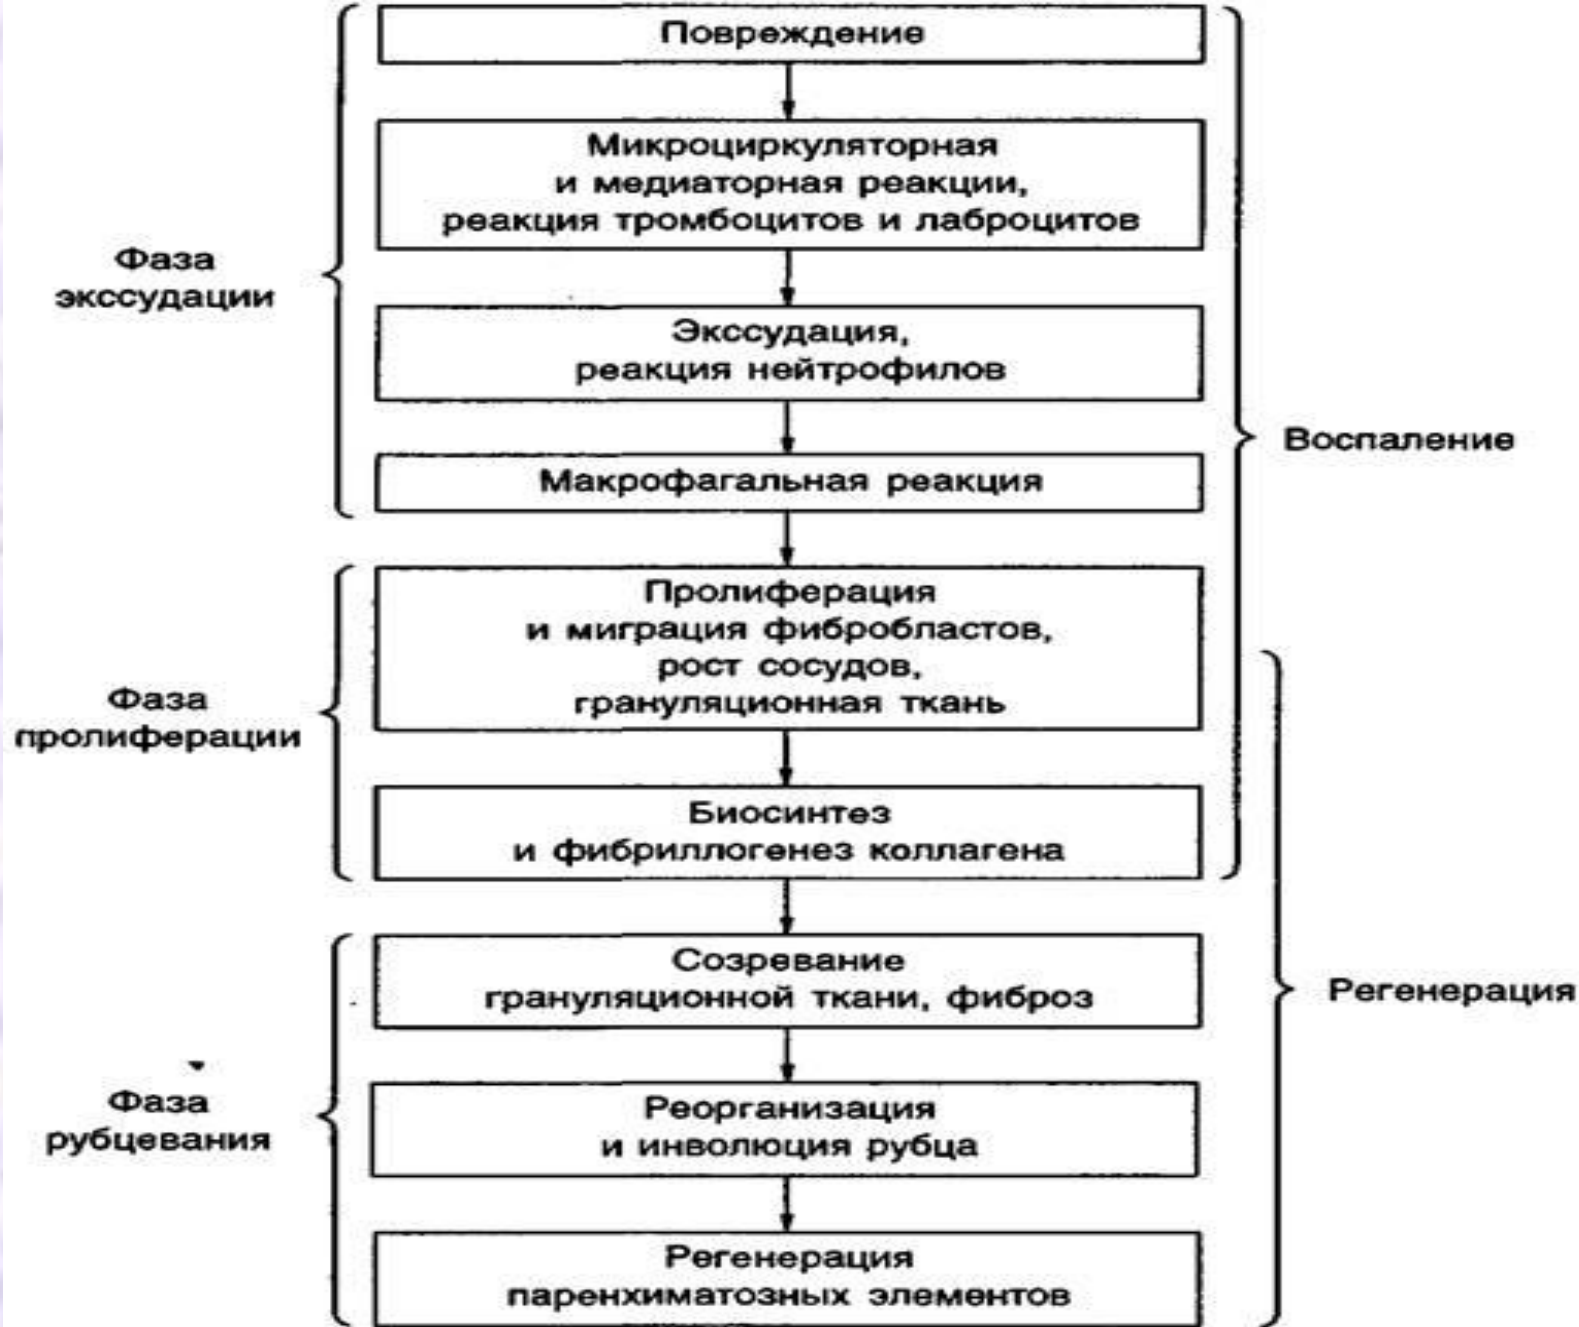 Повреждение
Микроциркуляторная
и медиаторная реакции,
реакция тромбоцитов и лаброцитов
Фаза
экссудации
Экссудация,
реакция нейтрофилов
Воспаление
Макрофагальная реакция
Пролиферация
и миграция фибробластов,
рост сосудов,
грануляционная ткань
Фаза
пролиферации
Биосинтез
и фибриллогенез коллагена
Созревание
грануляционной ткани, фиброз
Регенерация
Фаза
рубцевания
Реорганизация
и инволюция рубца
Регенерация
паренхиматозных элементов